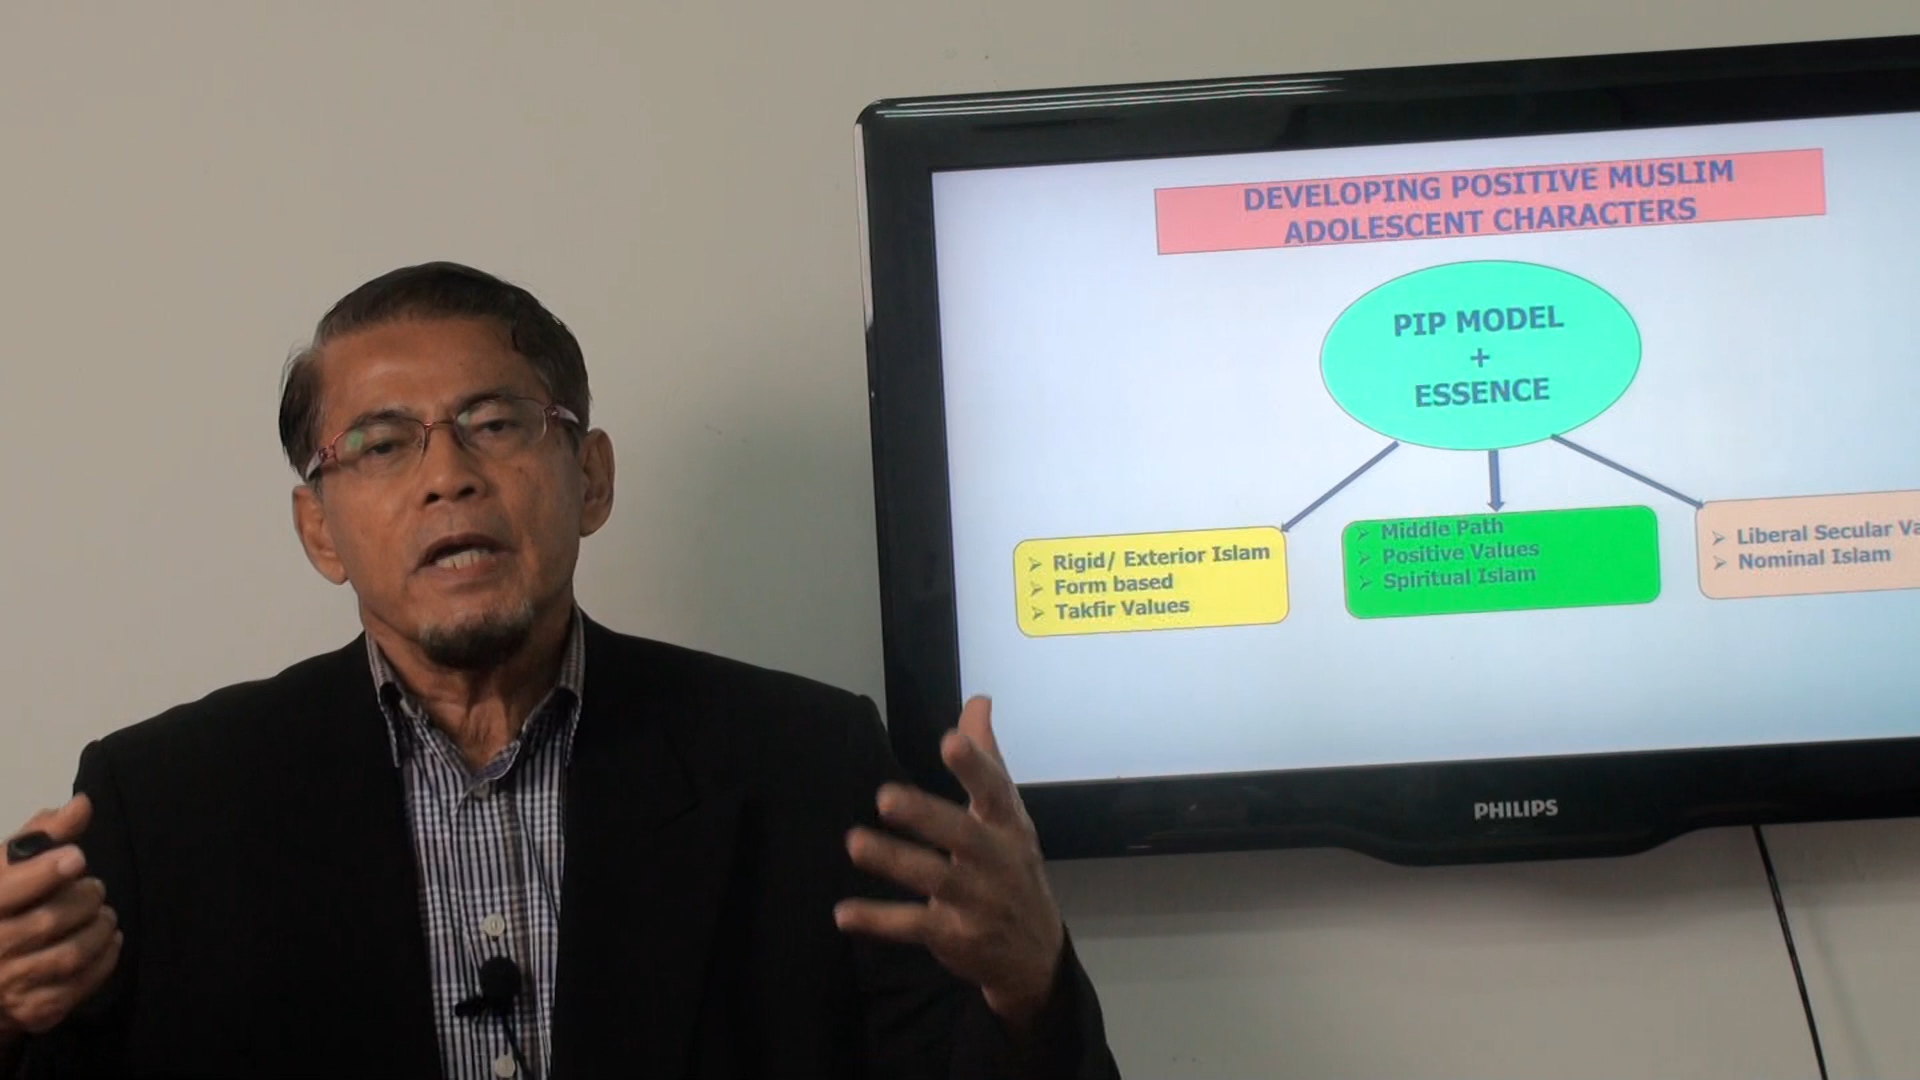 DEVELOPING POSITIVE MUSLIM
ADOLESCENT CHARACTERS
PIP MODEL
+
ESSENCE
Rigid/ Exterior Islam
Form based
Takfir Values
Middle Path
Positive Values
Spiritual Islam
Liberal Secular
Nominal Islam
PHILIPS